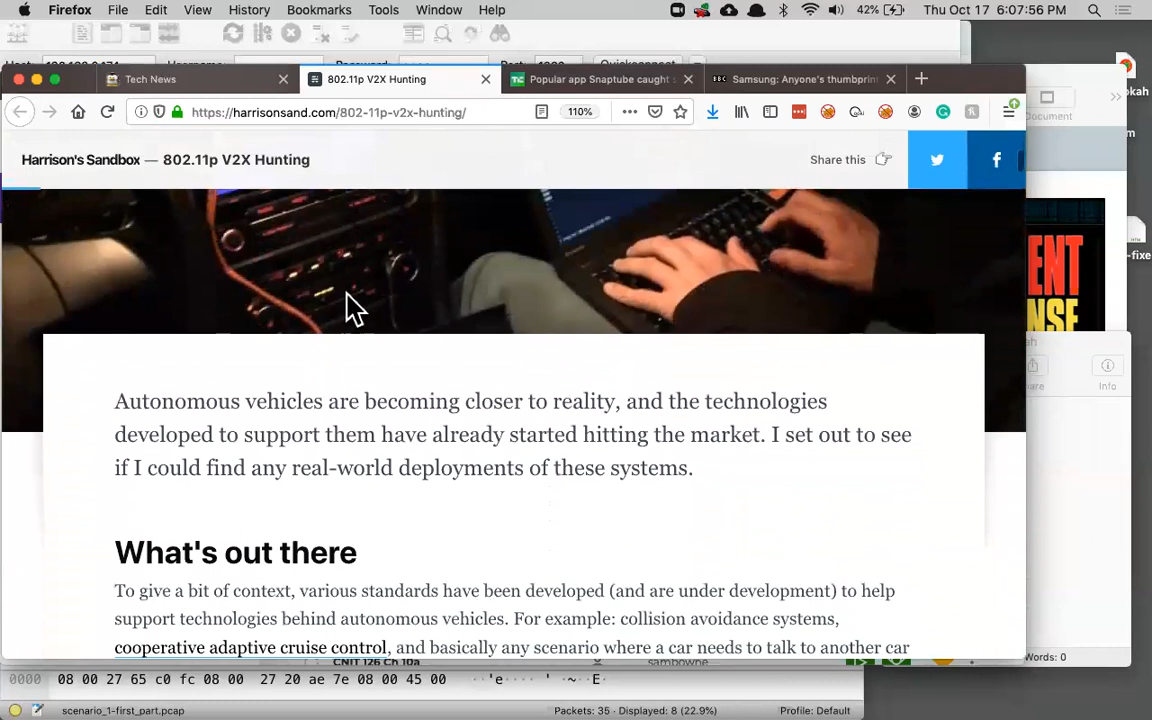 Firefox File Edit View History Bookmarks Tools Window Help 42% Thu Oct 17 6:07:56 PM
Tech News
802.11p V2X Hunting
Popular app Snaptube caught
BBC Samsung: Anyone's thumbprint
https://harrisonsand.com/802-11p-v2x-hunting/
110%
Document
Harrison's Sandbox — 802.11p V2X Hunting
Share this
Info
Autonomous vehicles are becoming closer to reality, and the technologies
developed to support them have already started hitting the market. I set out to see
if I could find any real-world deployments of these systems.
What's out there
To give a bit of context, various standards have been developed (and are under development) to help
support technologies behind autonomous vehicles. For example: collision avoidance systems,
cooperative adaptive cruise control, and basically any scenario where a car needs to talk to another car
Words: 0
CNIT 126 Ch 10a
sambowne
0000 08 00 27 65 c0 fc 08 00 27 20 ae 7e 08 00 45 00 ··'e···· ' ·~··E·
scenario_1-first_part.pcap
Packets: 35 · Displayed: 8 (22.9%)
Profile: Default